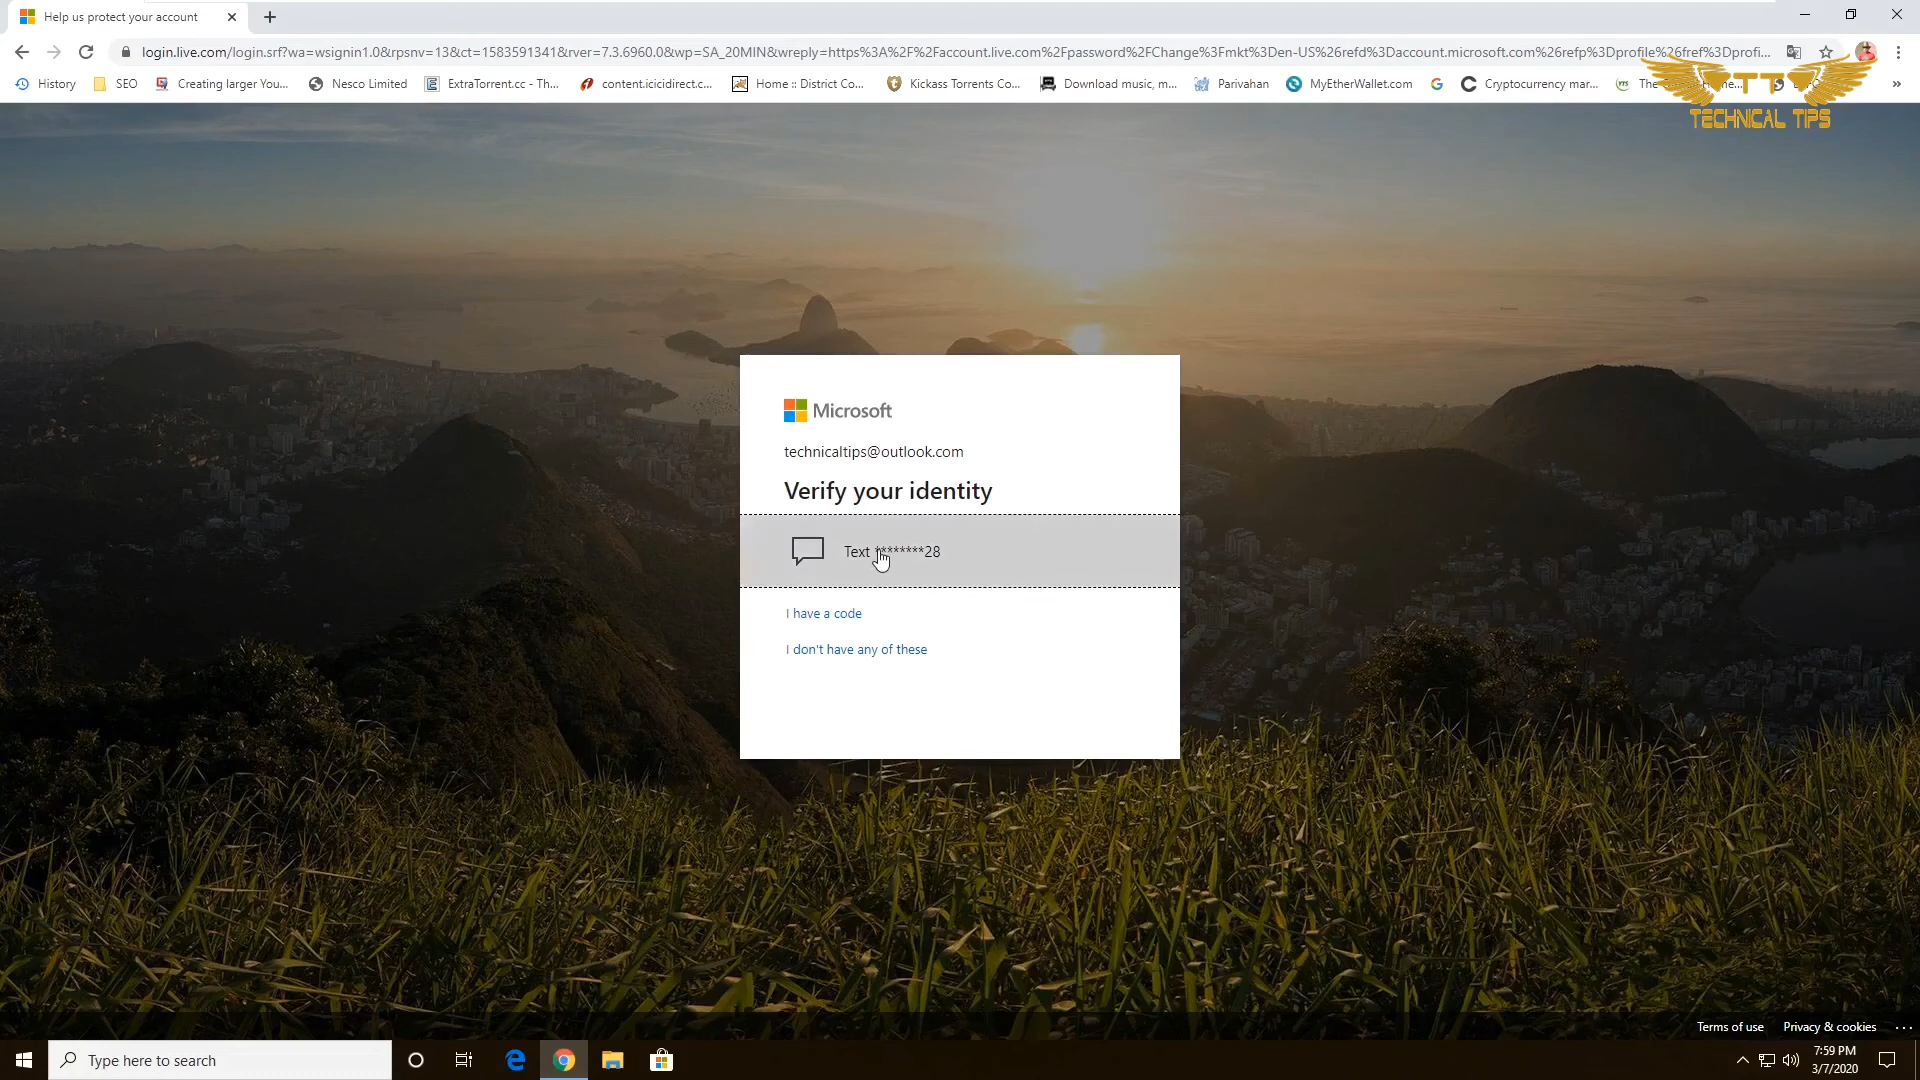 Help us protect your account
login.live.com/login.srf?wa=wsignin1.0&rpsnv=13&ct=1583591341&rver=7.3.6960.0&wp=SA_20MIN&wreply=https%3A%2F%2Faccount.live.com%2Fpassword%2FChange%3Fmkt%3Den-US%26refd%3Daccount.microsoft.com%26refp%3Dprofile%26fref%3Dprofi...
History SEO Creating larger You... Nesco Limited ExtraTorrent.cc - Th... content.icicidirect.c... Home :: District Co... Kickass Torrents Co... Download music, m... Parivahan MyEtherWallet.com Cryptocurrency mar...
TT
TECHNICAL TIPS
Microsoft
technicaltips@outlook.com
Verify your identity
Text ********28
I have a code
I don't have any of these
Terms of use Privacy & cookies ...
Type here to search
7:59 PM
3/7/2020